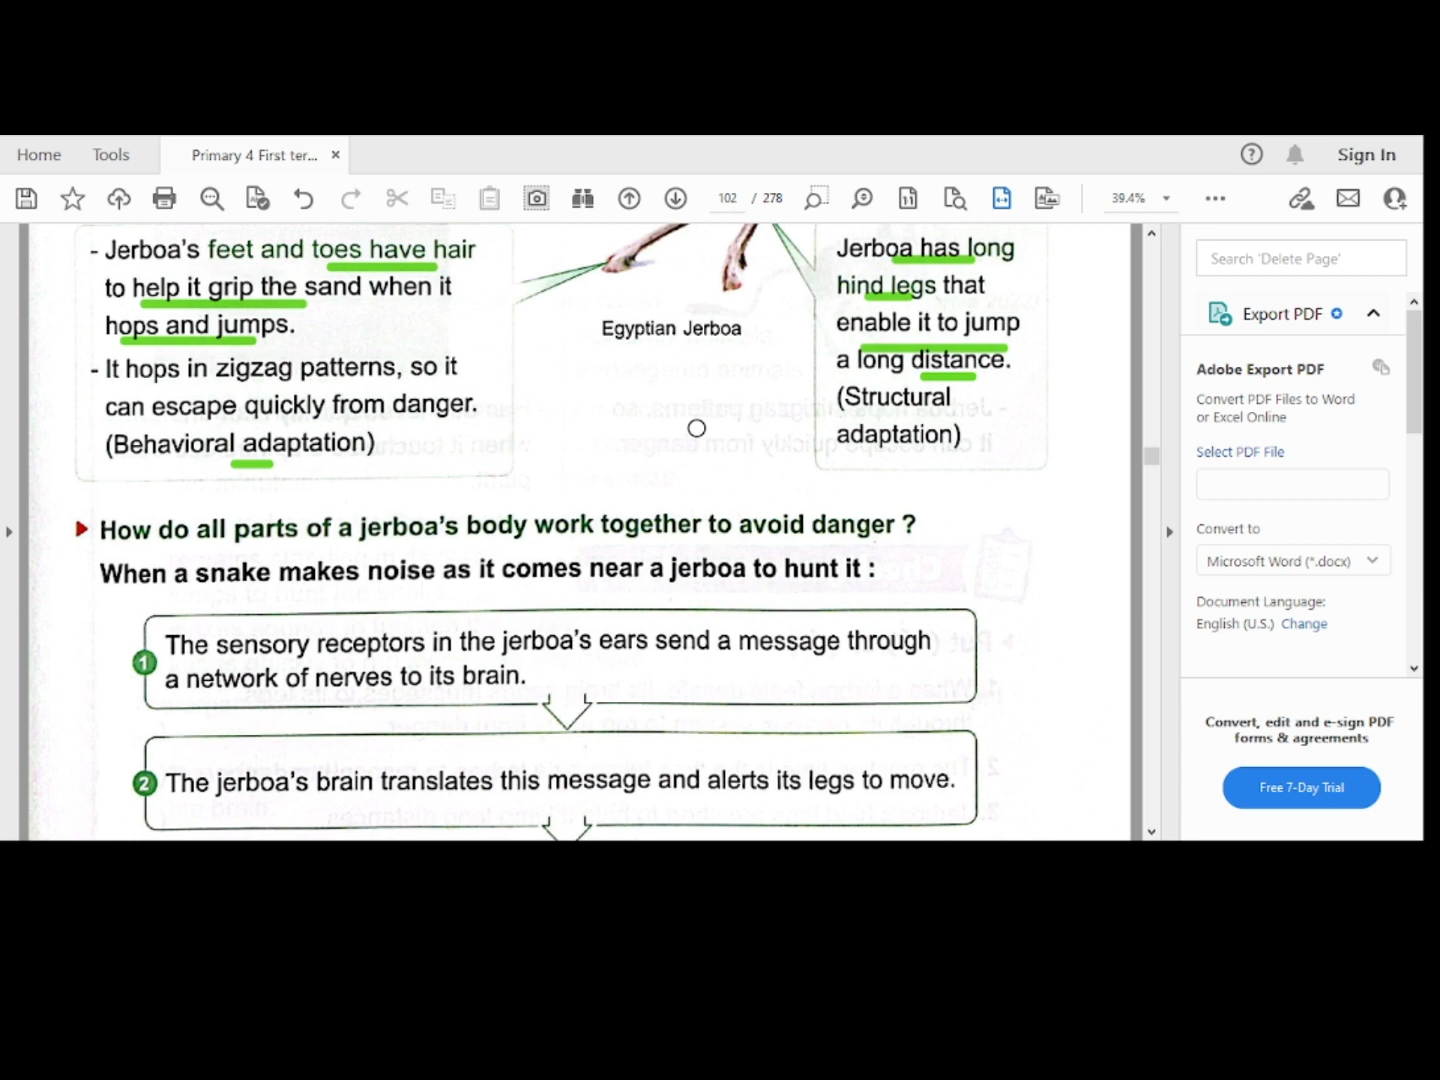 Home Tools Primary 4 First ter... × Sign In
102 / 278 39.4%
- Jerboa's feet and toes have hair
to help it grip the sand when it
hops and jumps.
- It hops in zigzag patterns, so it
can escape quickly from danger.
(Behavioral adaptation)
Egyptian Jerboa
Jerboa has long
hind legs that
enable it to jump
a long distance.
(Structural
adaptation)
How do all parts of a jerboa's body work together to avoid danger ?
When a snake makes noise as it comes near a jerboa to hunt it :
1 The sensory receptors in the jerboa's ears send a message through
a network of nerves to its brain.
2 The jerboa's brain translates this message and alerts its legs to move.
Search 'Delete Page'
Export PDF
Adobe Export PDF
Convert PDF Files to Word
or Excel Online
Select PDF File
Convert to
Microsoft Word (*.docx)
Document Language:
English (U.S.) Change
Convert, edit and e-sign PDF
forms & agreements
Free 7-Day Trial